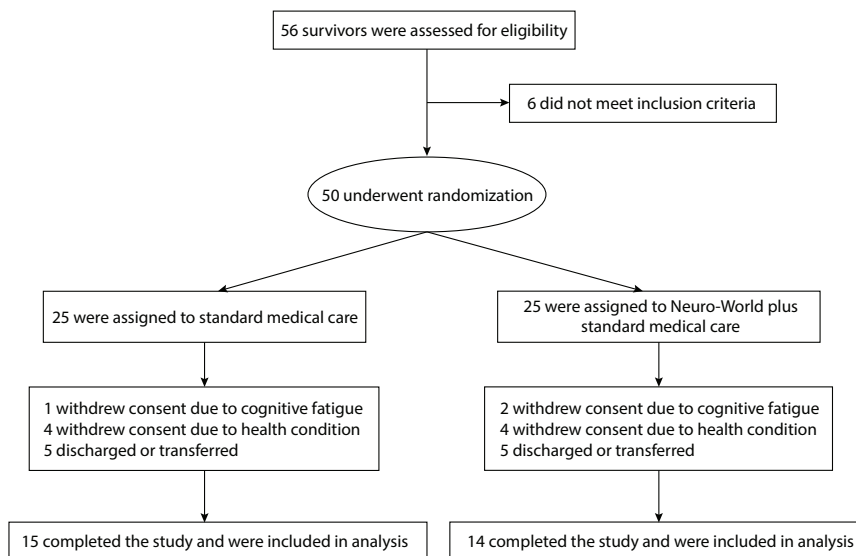 56 survivors were assessed for eligibility
6 did not meet inclusion criteria
50 underwent randomization
25 were assigned to standard medical care
25 were assigned to Neuro-World plus
standard medical care
1 withdrew consent due to cognitive fatigue
4 withdrew consent due to health condition
5 discharged or transferred
2 withdrew consent due to cognitive fatigue
4 withdrew consent due to health condition
5 discharged or transferred
15 completed the study and were included in analysis
14 completed the study and were included in analysis